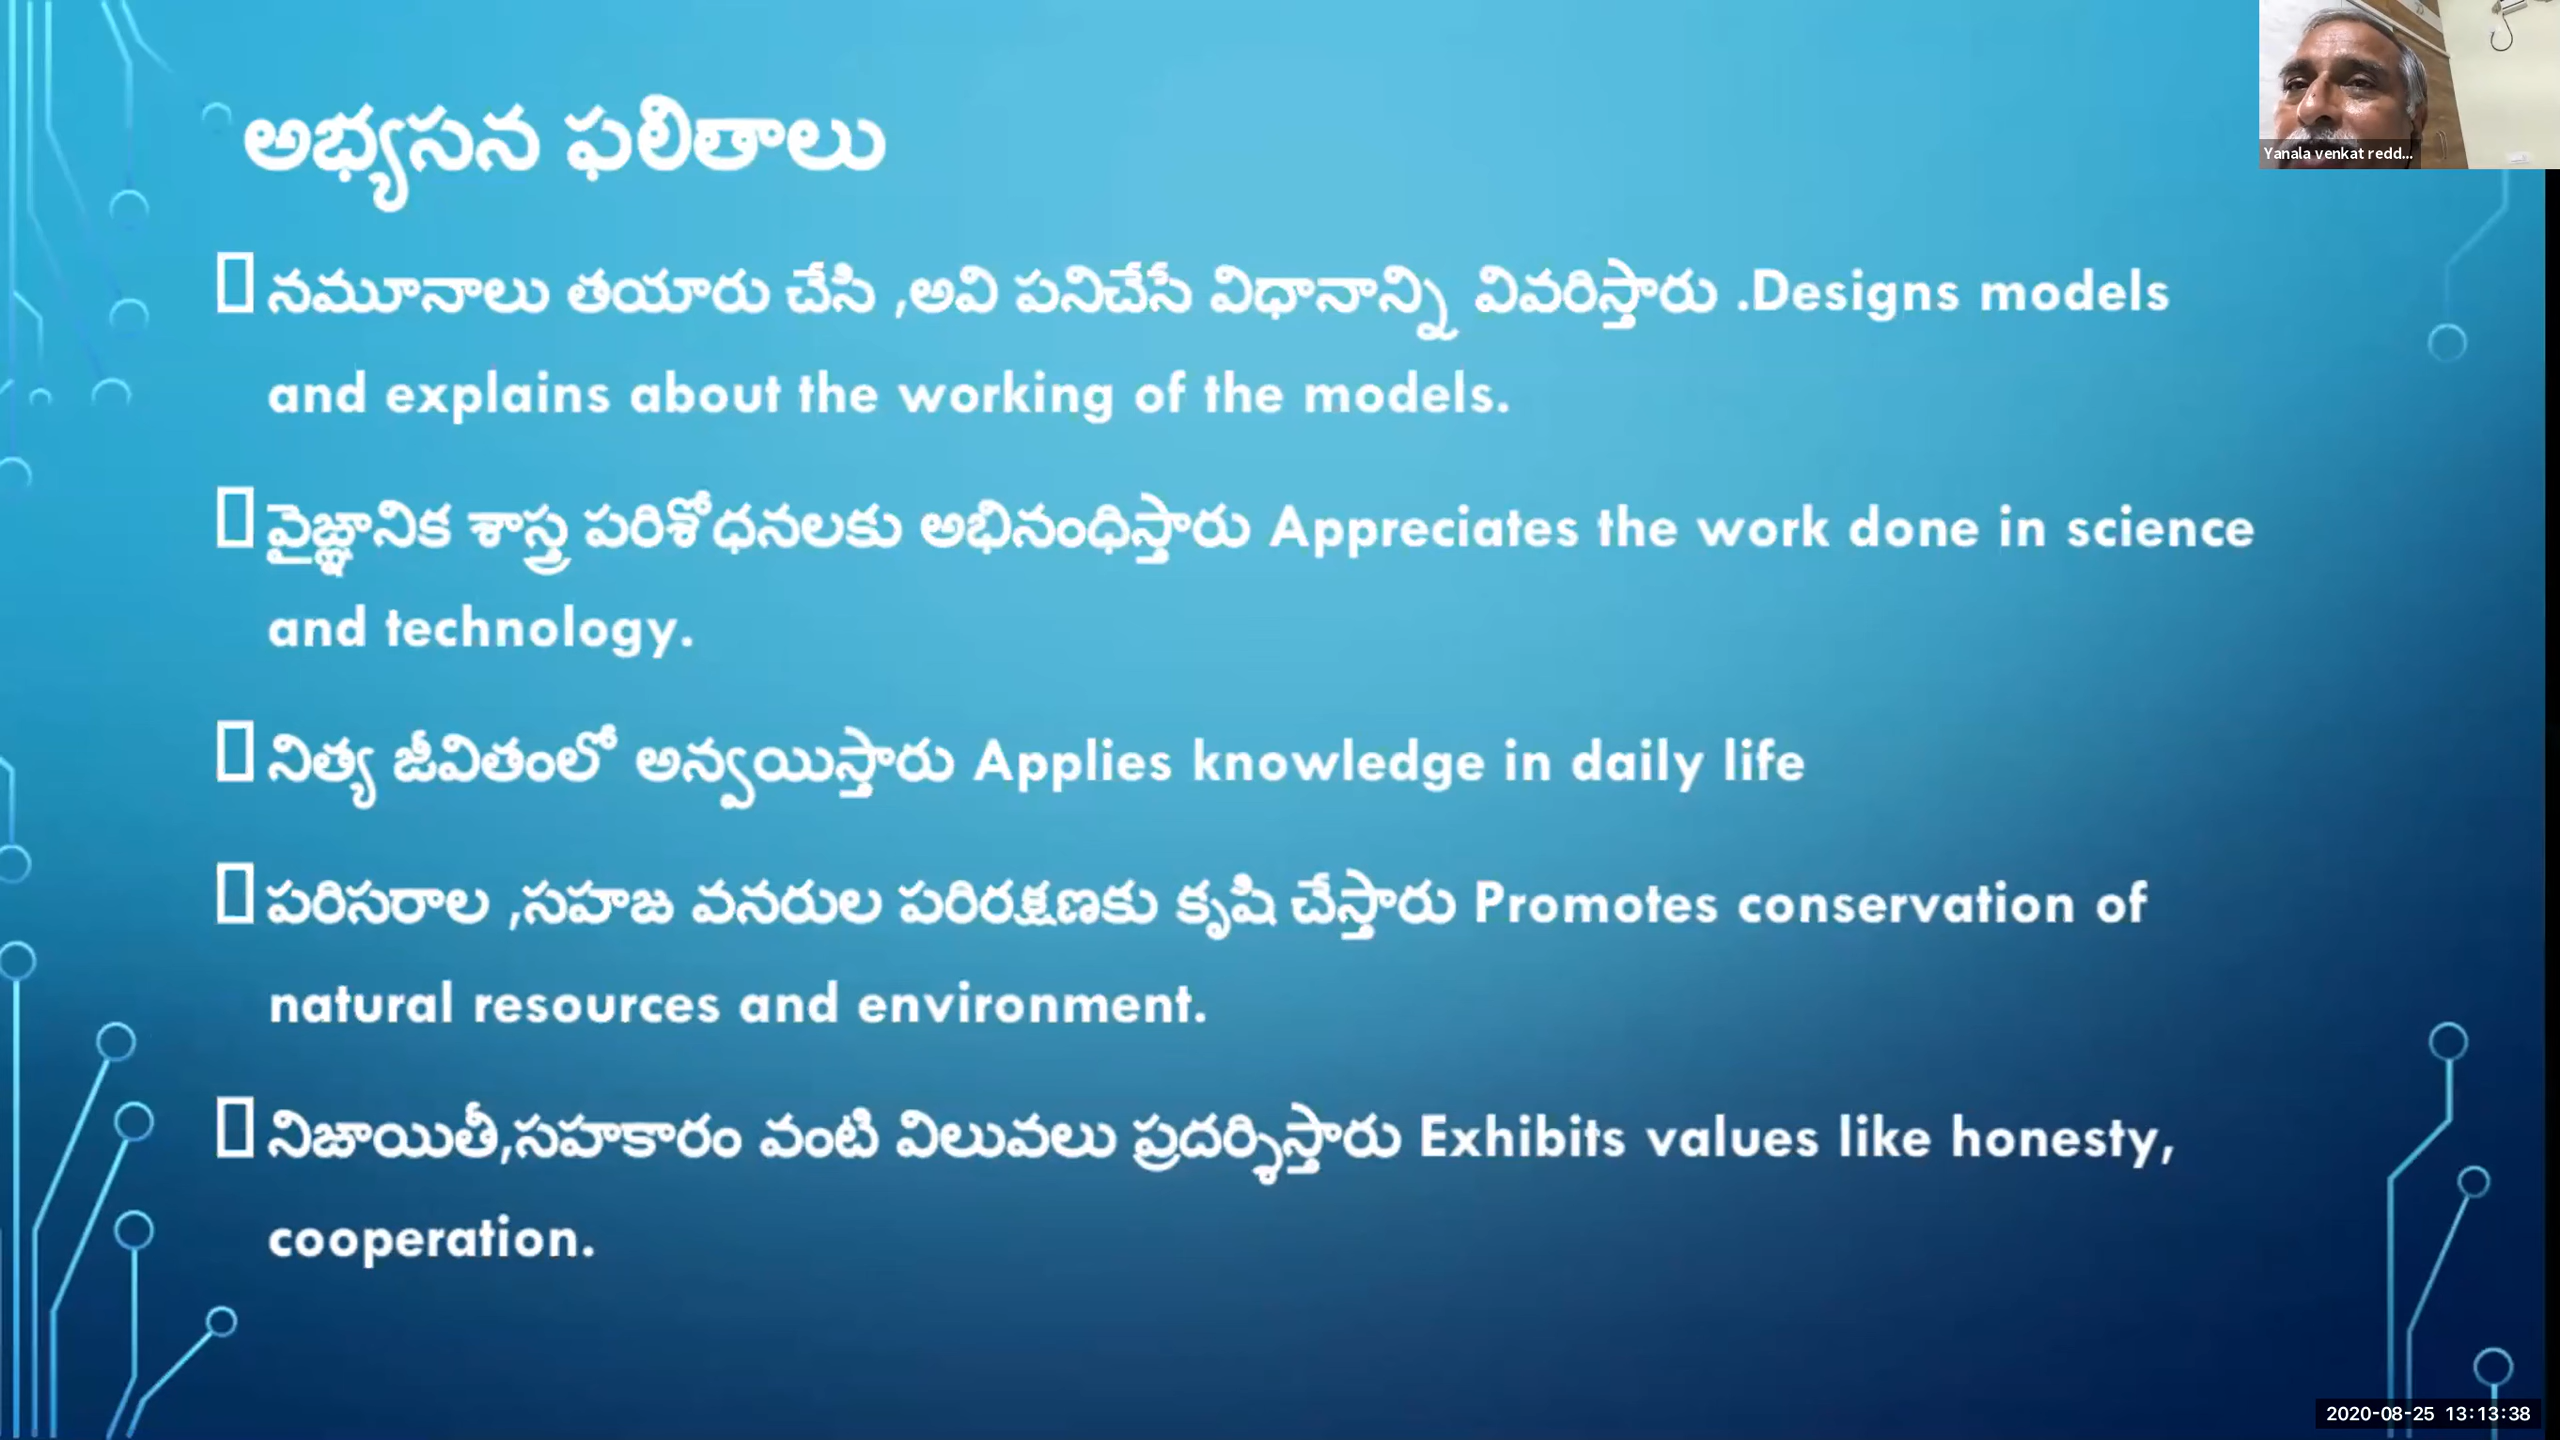 అభ్యసన ఫలితాలు
నమూనాలు తయారు చేసి ,అవి పనిచేసే విధానాన్ని వివరిస్తారు .Designs models
and explains about the working of the models.
వైజ్ఞానిక శాస్త్ర పరిశోధనలకు అభినంధిస్తారు Appreciates the work done in science
and technology.
నిత్య జీవితంలో అన్వయిస్తారు Applies knowledge in daily life
పరిసరాల ,సహజ వనరుల పరిరక్షణకు కృషి చేస్తారు Promotes conservation of
natural resources and environment.
నిజాయితీ,సహకారం వంటి విలువలు ప్రదర్శిస్తారు Exhibits values like honesty,
cooperation.
Yanala venkat redd...
2020-08-25 13:13:38